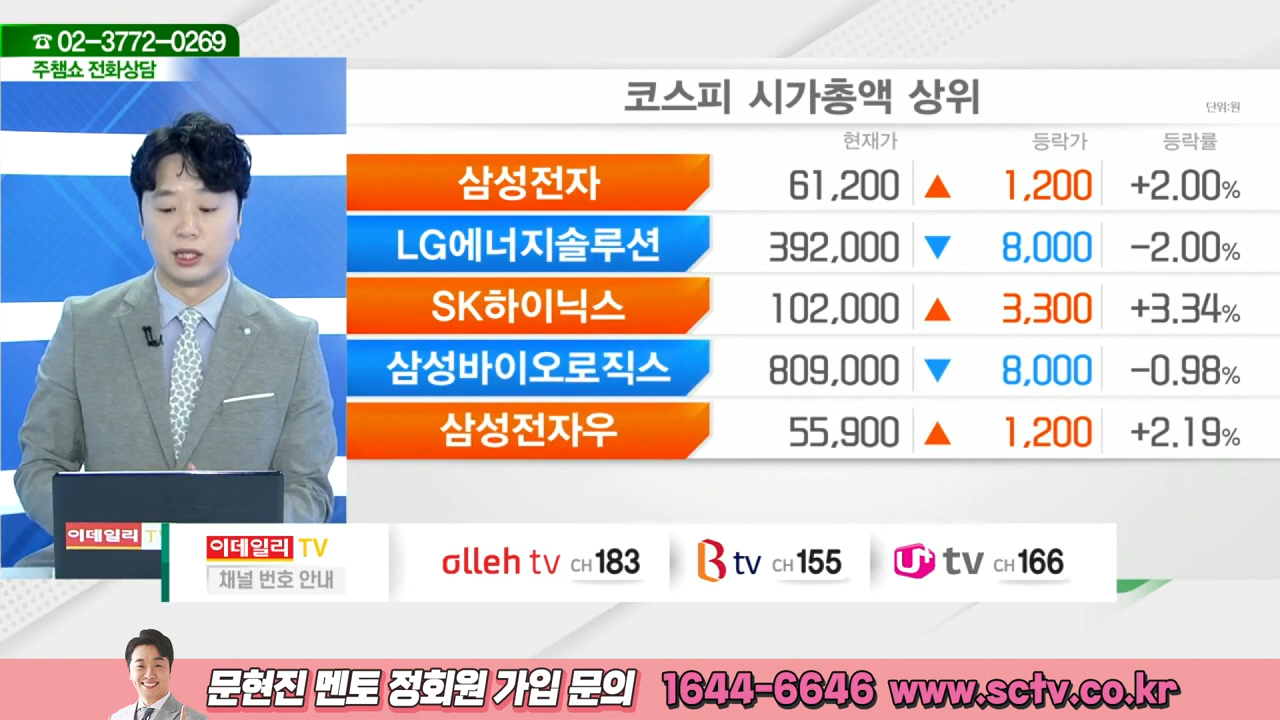 ☎ 02-3772-0269
주챔쇼 전화상담
코스피 시가총액 상위
단위:원
현재가 등락가 등락률
삼성전자 61,200 ▲ 1,200 +2.00%
LG에너지솔루션 392,000 ▼ 8,000 -2.00%
SK하이닉스 102,000 ▲ 3,300 +3.34%
삼성바이오로직스 809,000 ▼ 8,000 -0.98%
삼성전자우 55,900 ▲ 1,200 +2.19%
이데일리 TV
이데일리 TV
채널 번호 안내
olleh tv CH 183
B tv CH 155
U+ tv CH 166
문현진 멘토 정회원 가입 문의 1644-6646 www.sctv.co.kr